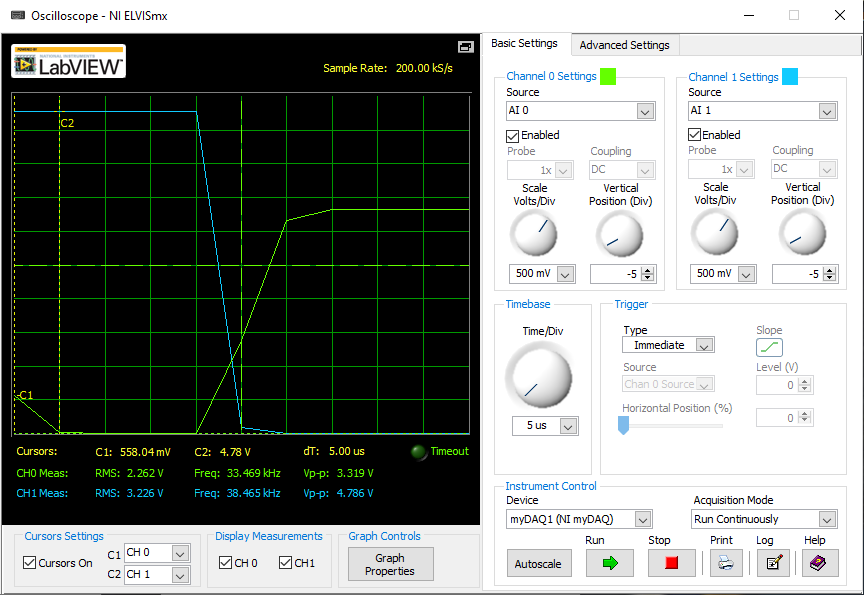 Oscilloscope - NI ELVISmx
POWERED BY
NATIONAL INSTRUMENTS
LabVIEW™
Sample Rate: 200.00 kS/s
C2
C1
Cursors: C1: 558.04 mV C2: 4.78 V dT: 5.00 us Timeout
CH0 Meas: RMS: 2.262 V Freq: 33.469 kHz Vp-p: 3.319 V
CH1 Meas: RMS: 3.226 V Freq: 38.465 kHz Vp-p: 4.786 V
Cursors Settings
Cursors On
C1 CH 0
C2 CH 1
Display Measurements
CH 0 CH1
Graph Controls
Graph
Properties
Basic Settings Advanced Settings
Channel 0 Settings
Source
AI 0
Enabled
Probe Coupling
1x DC
Scale Vertical
Volts/Div Position (Div)
500 mV -5
Channel 1 Settings
Source
AI 1
Enabled
Probe Coupling
1x DC
Scale Vertical
Volts/Div Position (Div)
500 mV -5
Timebase
Time/Div
5 us
Trigger
Type Slope
Immediate
Source Level (V)
Chan 0 Source 0
Horizontal Position (%)
0
Instrument Control
Device Acquisition Mode
myDAQ1 (NI myDAQ) Run Continuously
Run Stop Print Log Help
Autoscale